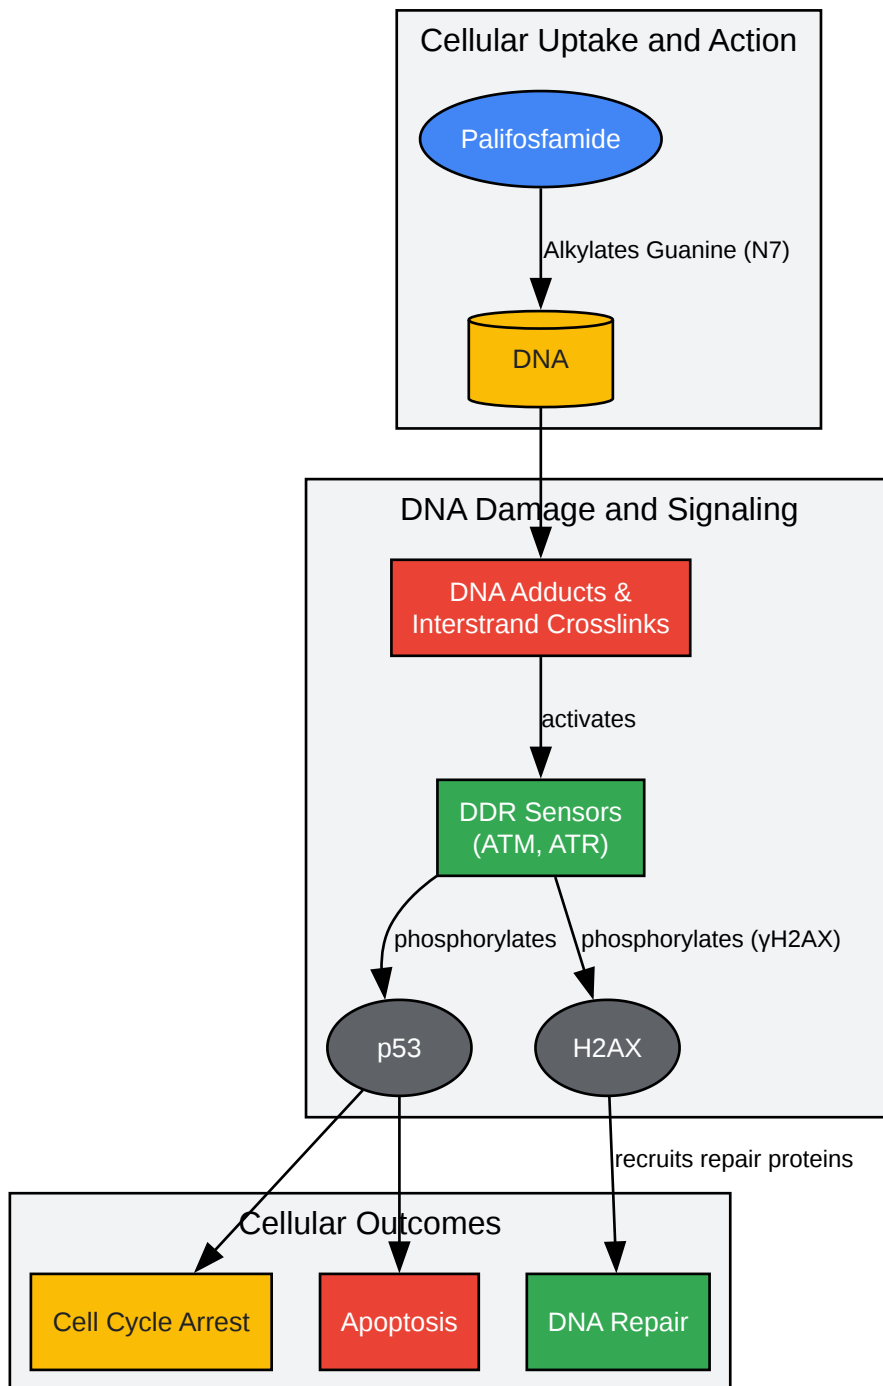 Cellular Uptake and Action
Palifosfamide
Alkylates Guanine (N7)
DNA
DNA Damage and Signaling
DNA Adducts &
Interstrand Crosslinks
activates
DDR Sensors
(ATM, ATR)
phosphorylates
phosphorylates (γH2AX)
p53
H2AX
recruits repair proteins
Cellular Outcomes
Cell Cycle Arrest
Apoptosis
DNA Repair